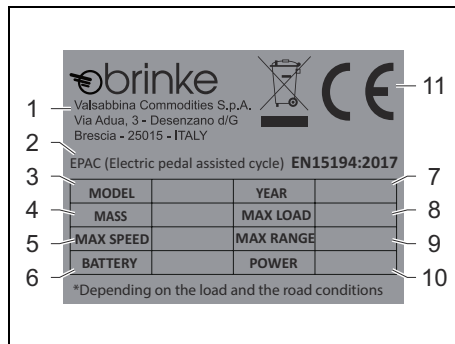 brinke
Valsabbina Commodities S.p.A.
Via Adua, 3 - Desenzano d/G
Brescia - 25015 - ITALY
CE
EPAC (Electric pedal assisted cycle) EN15194:2017
MODEL YEAR
MASS MAX LOAD
MAX SPEED MAX RANGE
BATTERY POWER
*Depending on the load and the road conditions
1
2
3
4
5
6
11
7
8
9
10